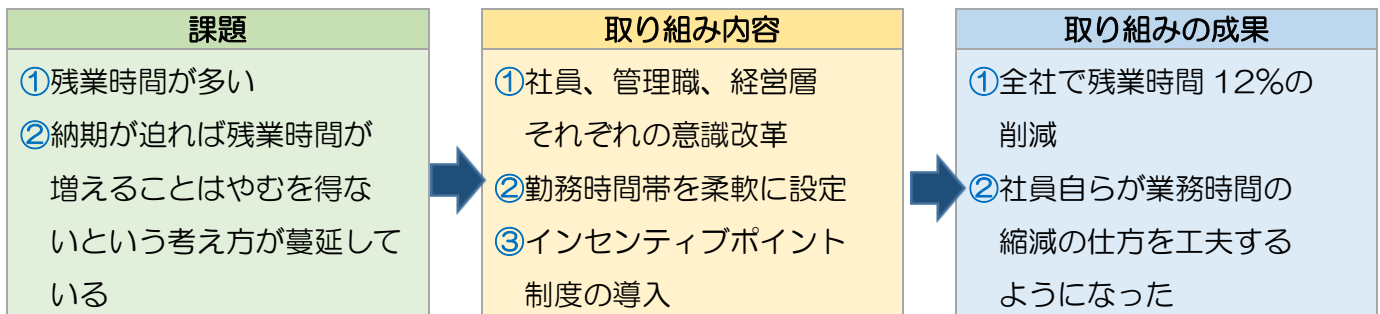 課題
①残業時間が多い
②納期が迫れば残業時間が
増えることはやむを得な
いという考え方が蔓延して
いる
取り組み内容
①社員、管理職、経営層
それぞれの意識改革
②勤務時間帯を柔軟に設定
③インセンティブポイント
制度の導入
取り組みの成果
①全社で残業時間 12%の
削減
②社員自らが業務時間の
縮減の仕方を工夫する
ようになった